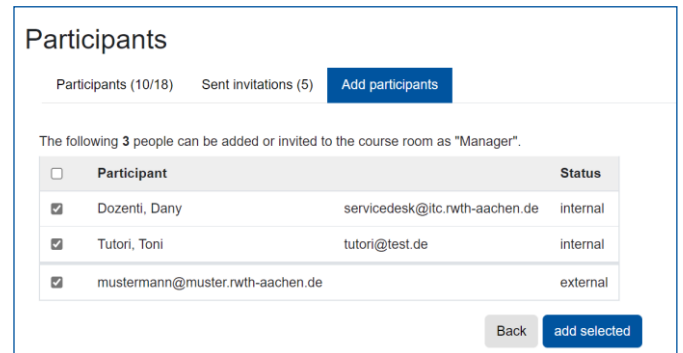 Participants
Participants (10/18) Sent invitations (5) Add participants
The following 3 people can be added or invited to the course room as "Manager".
Participant Status
Dozenti, Dany servicedesk@itc.rwth-aachen.de internal
Tutori, Toni tutori@test.de internal
mustermann@muster.rwth-aachen.de external
Back add selected